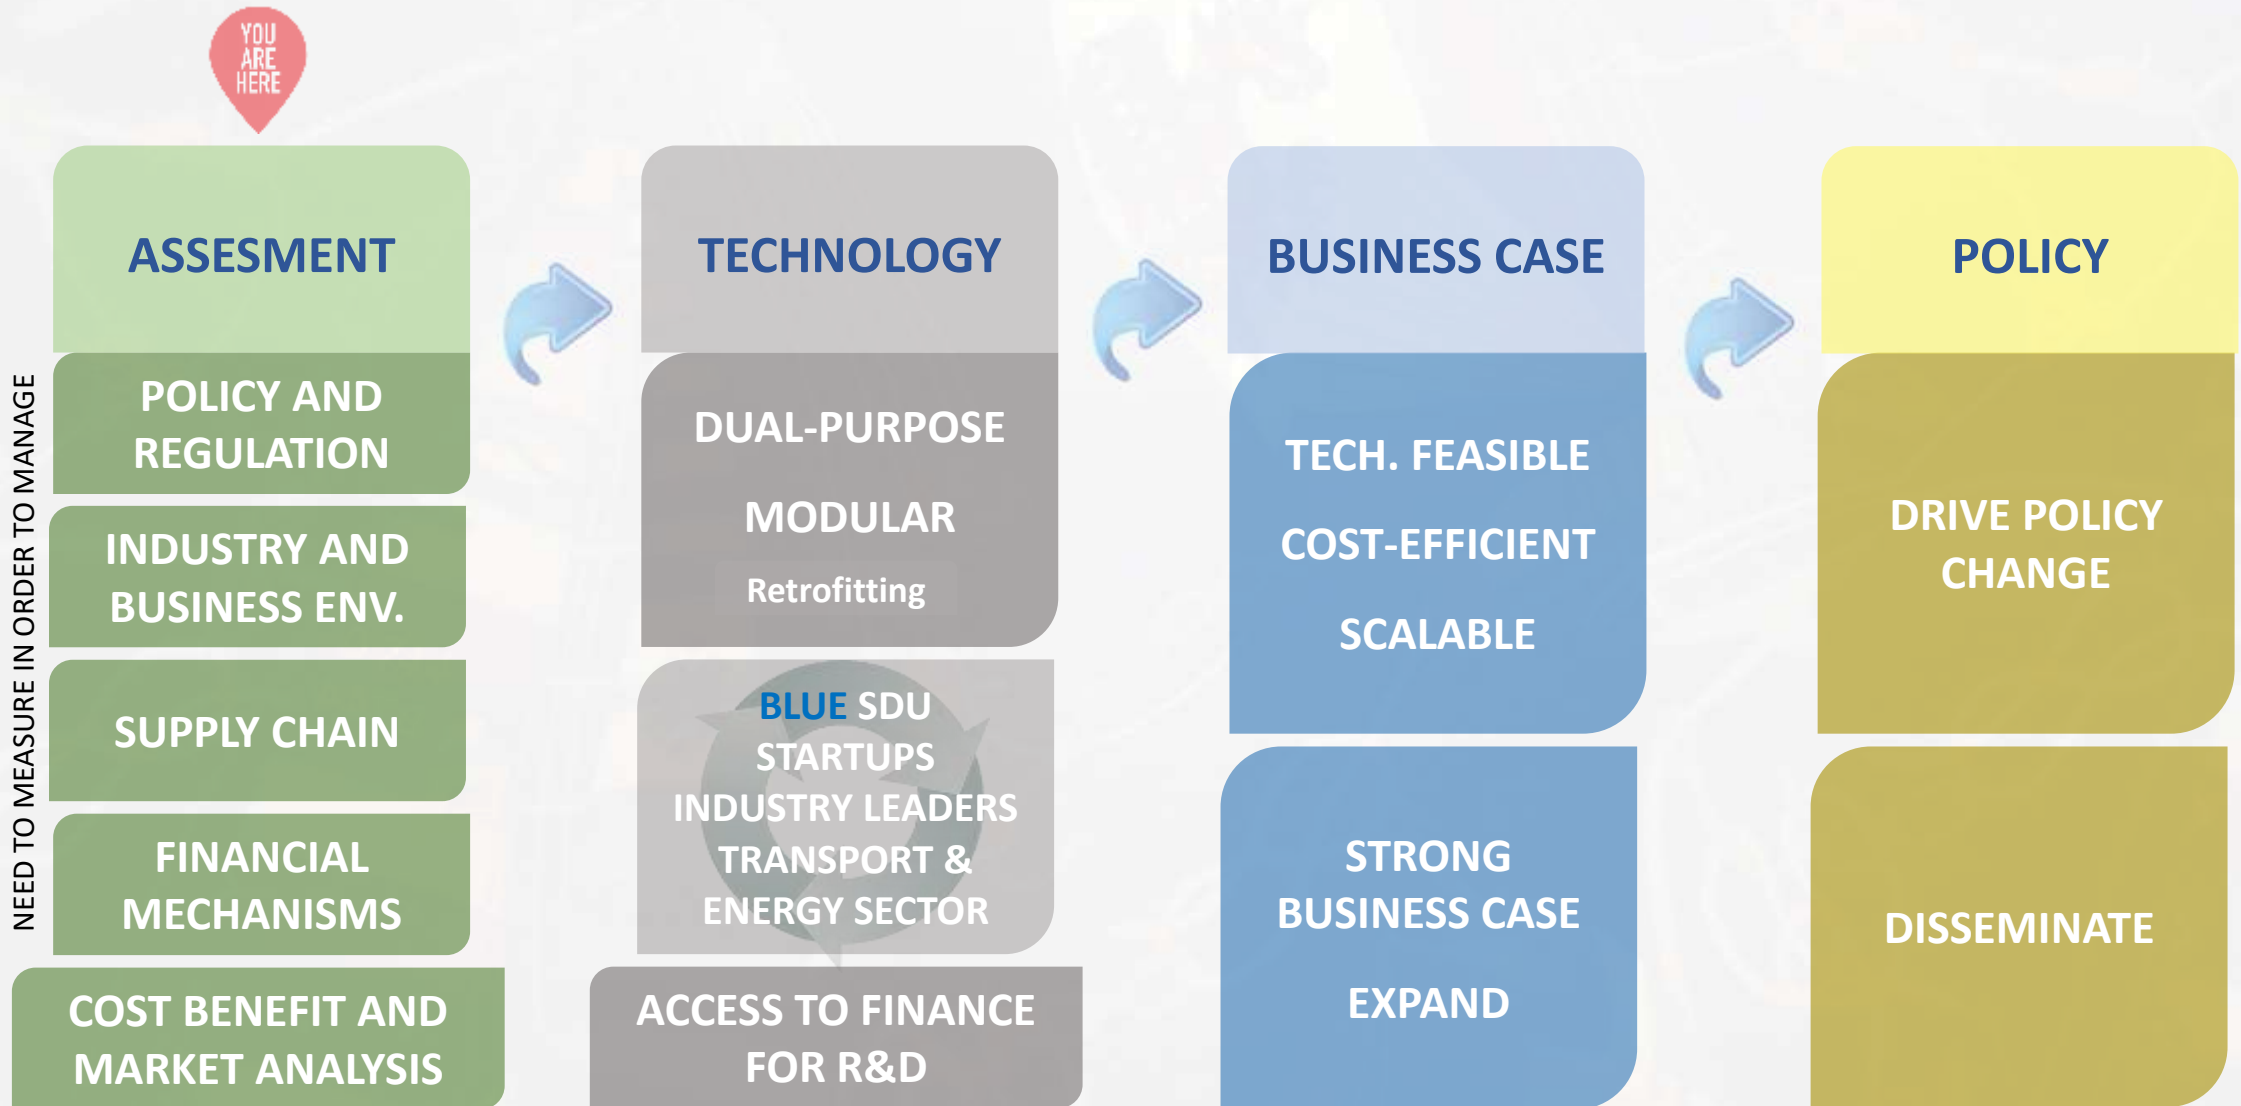 YOU
ARE
HERE
NEED TO MEASURE IN ORDER TO MANAGE
ASSESMENT
POLICY AND
REGULATION
INDUSTRY AND
BUSINESS ENV.
SUPPLY CHAIN
FINANCIAL
MECHANISMS
COST BENEFIT AND
MARKET ANALYSIS
TECHNOLOGY
DUAL-PURPOSE
MODULAR
Retrofitting
BLUE SDU
STARTUPS
INDUSTRY LEADERS
TRANSPORT &
ENERGY SECTOR
ACCESS TO FINANCE
FOR R&D
BUSINESS CASE
TECH. FEASIBLE
COST-EFFICIENT
SCALABLE
STRONG
BUSINESS CASE
EXPAND
POLICY
DRIVE POLICY
CHANGE
DISSEMINATE